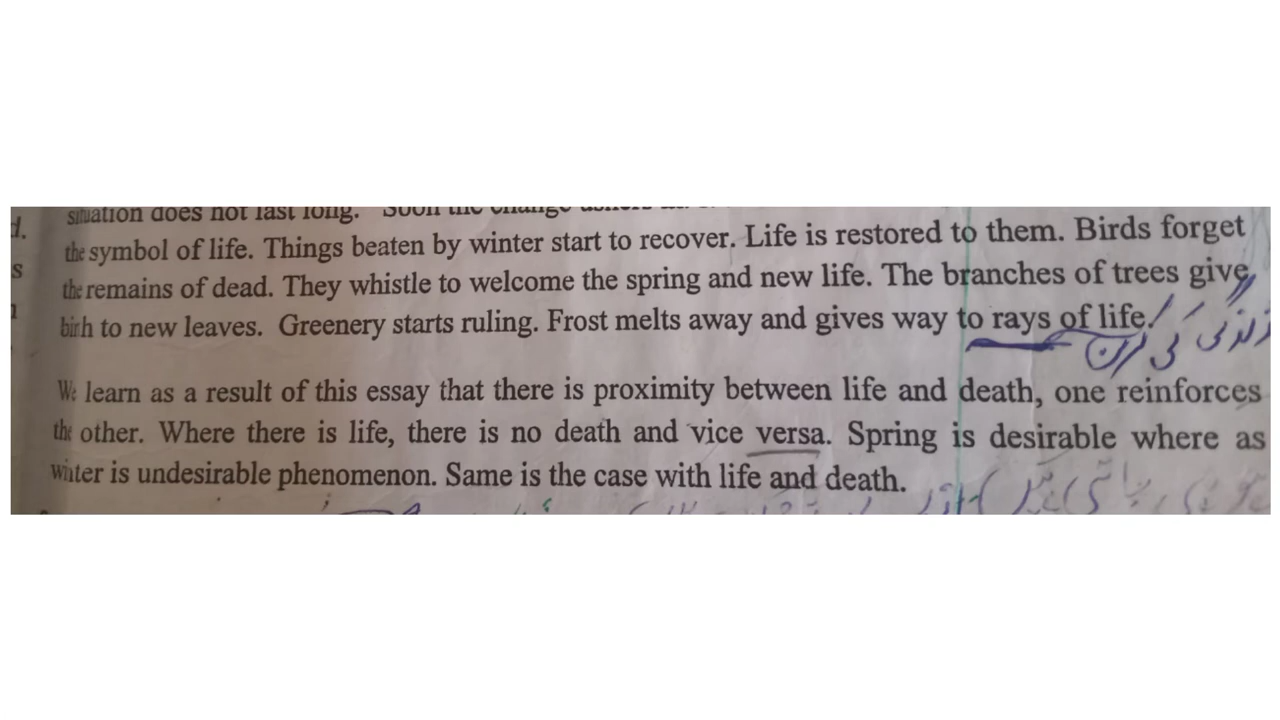 d. situation does not last long. Soon the change ushers
the symbol of life. Things beaten by winter start to recover. Life is restored to them. Birds forget
s
the remains of dead. They whistle to welcome the spring and new life. The branches of trees give
birh to new leaves. Greenery starts ruling. Frost melts away and gives way to rays of life.
زندگی کی کرن
We learn as a result of this essay that there is proximity between life and death, one reinforces
the other. Where there is life, there is no death and vice versa. Spring is desirable where as
winter is undesirable phenomenon. Same is the case with life and death.